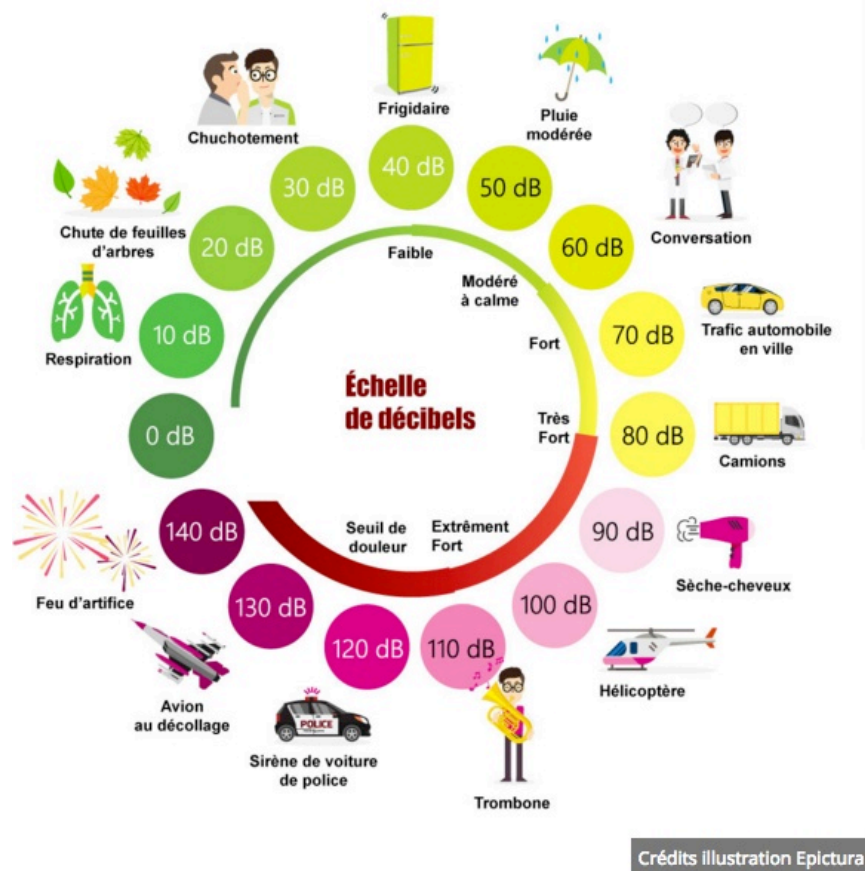 Frigidaire
Chuchotement
Pluie
modérée
Chute de feuilles
d'arbres
Conversation
Respiration
Trafic automobile
en ville
Camions
0 dB
10 dB
20 dB
30 dB
40 dB
50 dB
60 dB
70 dB
80 dB
90 dB
100 dB
110 dB
120 dB
130 dB
140 dB
Faible
Modéré
à calme
Fort
Très
Fort
Extrêment
Fort
Seuil de
douleur
Échelle
de décibels
Sèche-cheveux
Hélicoptère
Trombone
POLICE
Sirène de voiture
de police
Avion
au décollage
Feu d'artifice
Crédits illustration Epictura